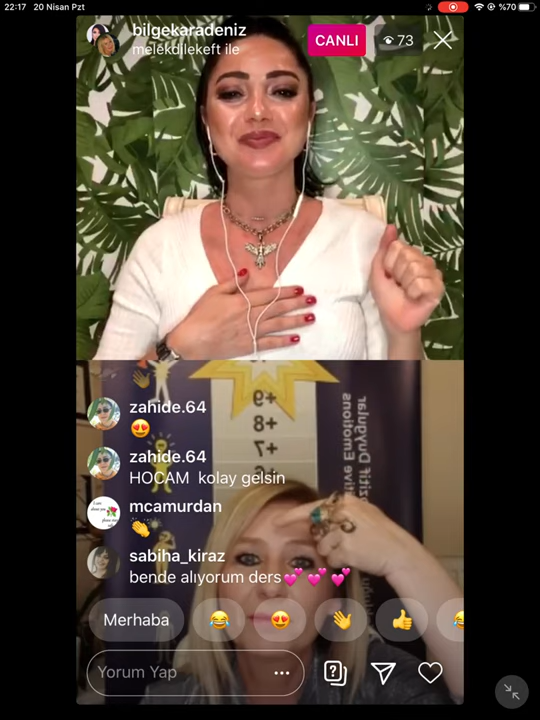 22:17 20 Nisan Pzt
%70
bilgekaradeniz
melekdilekeft ile
CANLI
73
9+
8+
7+
zahide.64
zahide.64
HOCAM kolay gelsin
mcamurdan
sabiha_kiraz
bende alıyorum ders
Merhaba
Yorum Yap